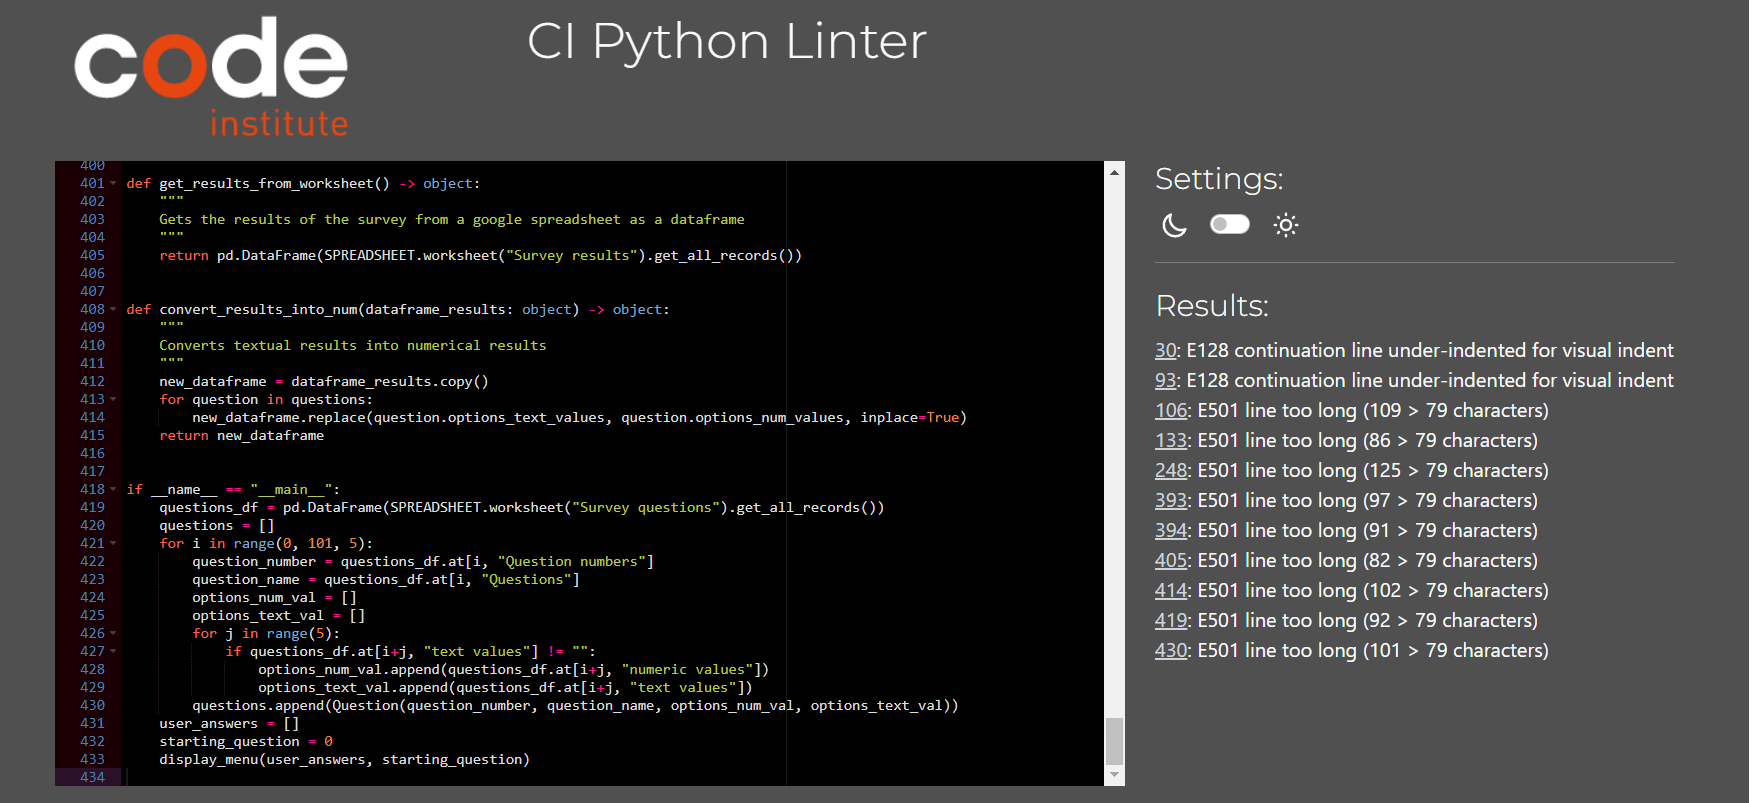 code
institute
CI Python Linter
400
401 def get_results_from_worksheet() -> object:
402 """
403 Gets the results of the survey from a google spreadsheet as a dataframe
404 """
405 return pd.DataFrame(SPREADSHEET.worksheet("Survey results").get_all_records())
406
407
408 def convert_results_into_num(dataframe_results: object) -> object:
409 """
410 Converts textual results into numerical results
411 """
412 new_dataframe = dataframe_results.copy()
413 for question in questions:
414 new_dataframe.replace(question.options_text_values, question.options_num_values, inplace=True)
415 return new_dataframe
416
417
418 if __name__ == "__main__":
419 questions_df = pd.DataFrame(SPREADSHEET.worksheet("Survey questions").get_all_records())
420 questions = []
421 for i in range(0, 101, 5):
422 question_number = questions_df.at[i, "Question numbers"]
423 question_name = questions_df.at[i, "Questions"]
424 options_num_val = []
425 options_text_val = []
426 for j in range(5):
427 if questions_df.at[i+j, "text values"] != "":
428 options_num_val.append(questions_df.at[i+j, "numeric values"])
429 options_text_val.append(questions_df.at[i+j, "text values"])
430 questions.append(Question(question_number, question_name, options_num_val, options_text_val))
431 user_answers = []
432 starting_question = 0
433 display_menu(user_answers, starting_question)
434
Settings:
Results:
30: E128 continuation line under-indented for visual indent
93: E128 continuation line under-indented for visual indent
106: E501 line too long (109 > 79 characters)
133: E501 line too long (86 > 79 characters)
248: E501 line too long (125 > 79 characters)
393: E501 line too long (97 > 79 characters)
394: E501 line too long (91 > 79 characters)
405: E501 line too long (82 > 79 characters)
414: E501 line too long (102 > 79 characters)
419: E501 line too long (92 > 79 characters)
430: E501 line too long (101 > 79 characters)